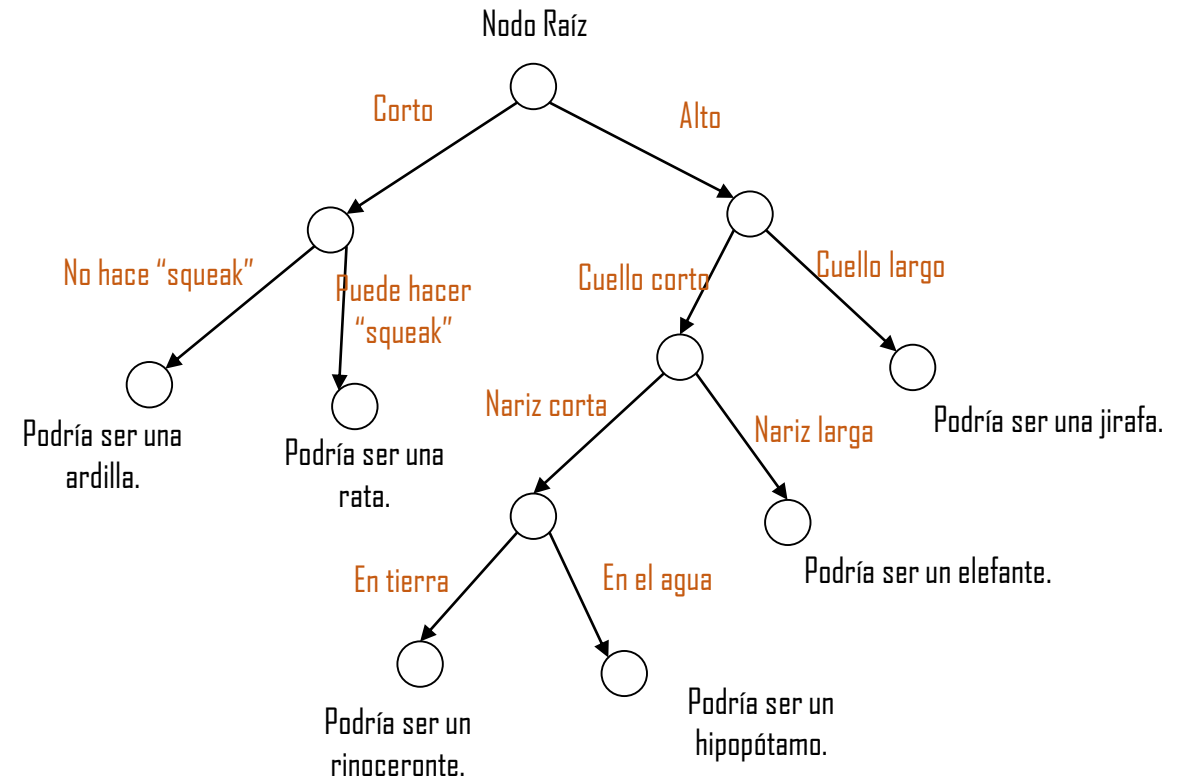 Nodo Raíz
Corto
Alto
No hace “squeak”
Puede hacer
“squeak”
Cuello corto
Cuello largo
Podría ser una
ardilla.
Podría ser una
rata.
Nariz corta
Nariz larga
Podría ser una jirafa.
En tierra
En el agua
Podría ser un elefante.
Podría ser un
rinoceronte.
Podría ser un
hipopótamo.